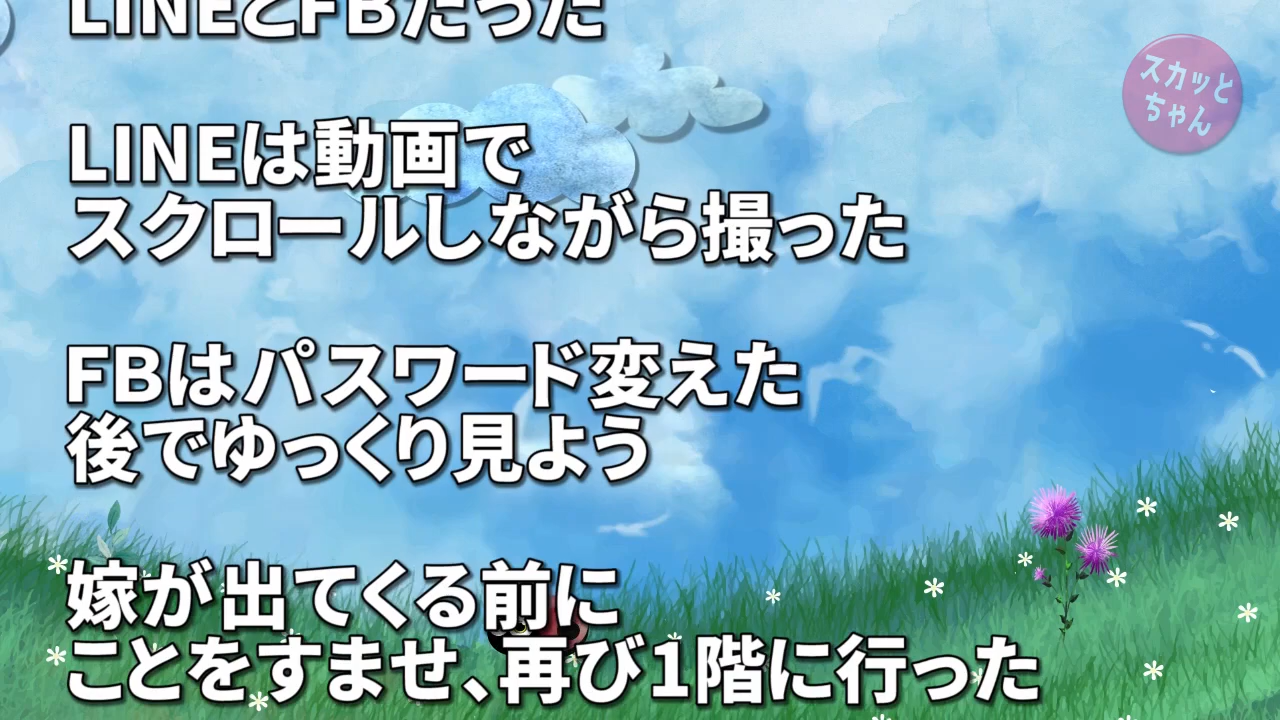 LINEとFBだった
スカッと
ちゃん
LINEは動画で
スクロールしながら撮った
FBはパスワード変えた
後でゆっくり見よう
嫁が出てくる前に
ことをすませ、再び1階に行った